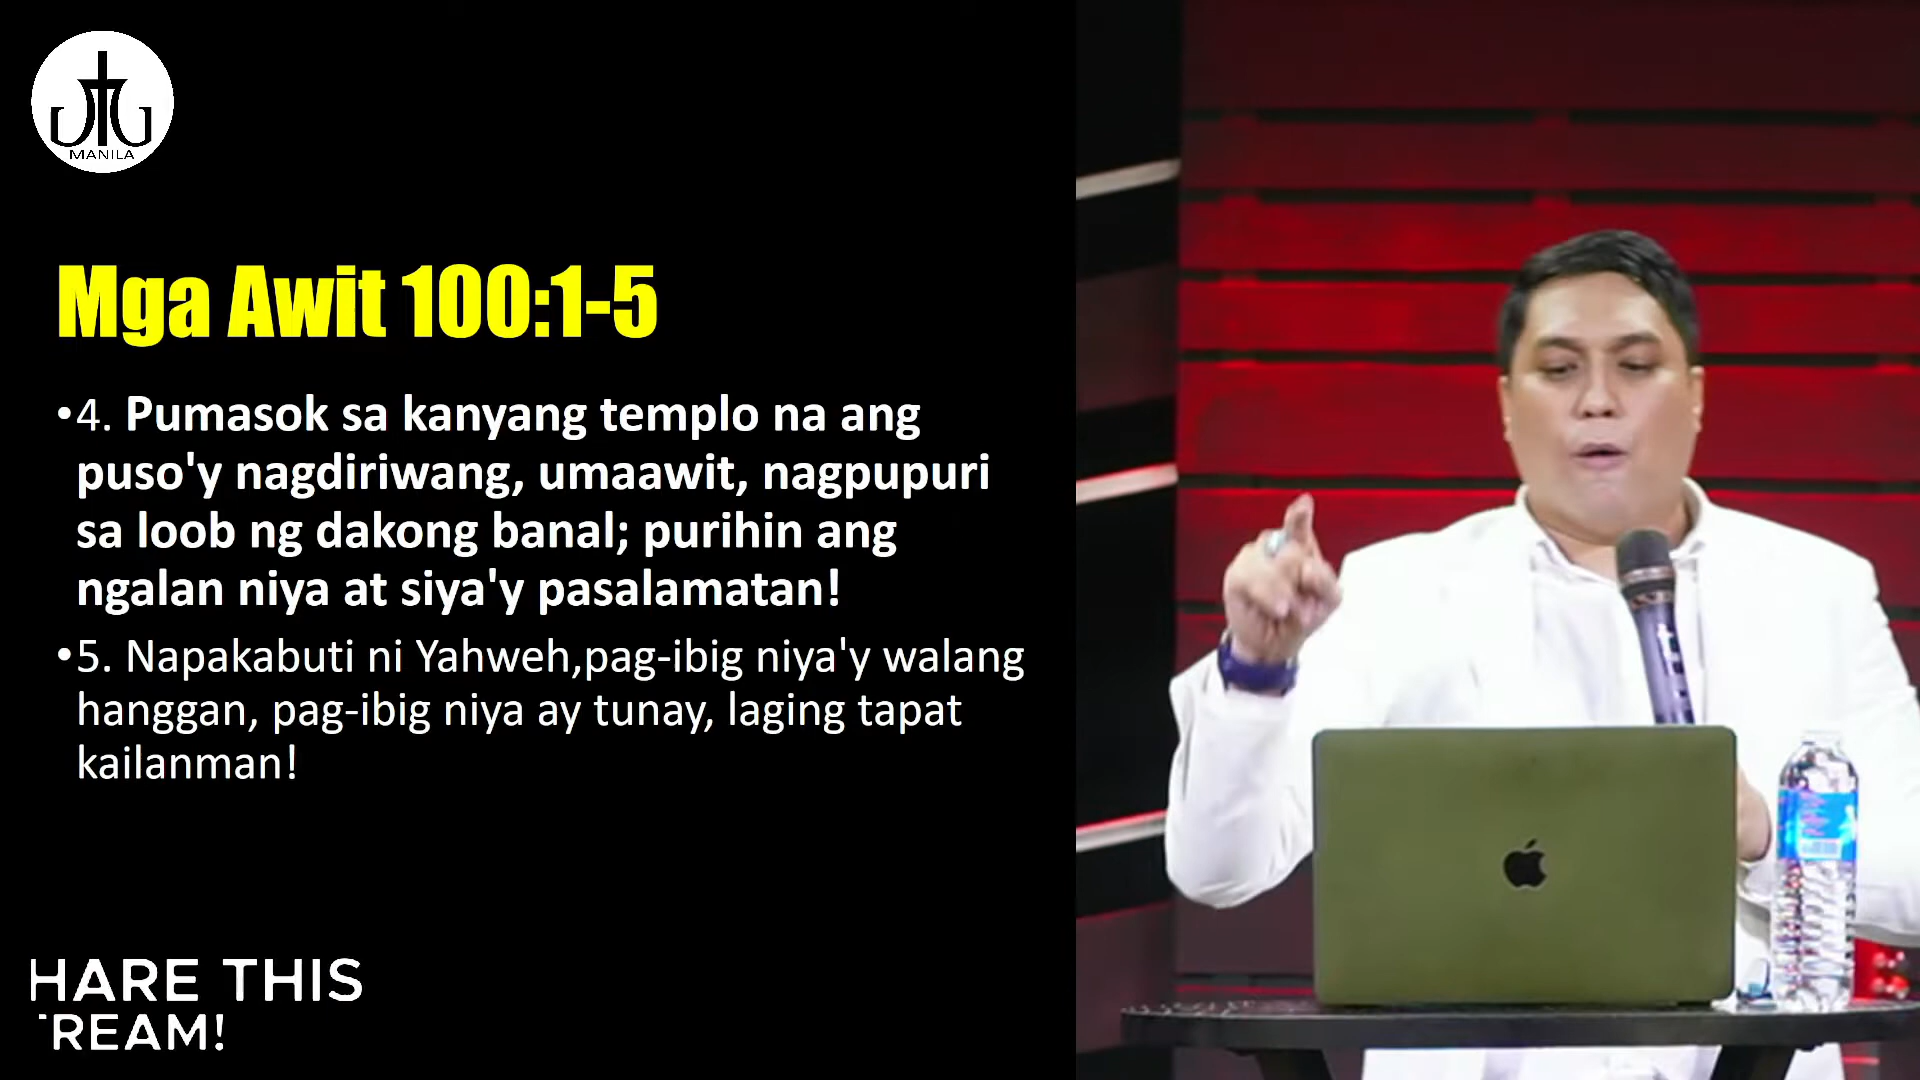 JTG
MANILA
Mga Awit 100:1-5
•4. Pumasok sa kanyang templo na ang
puso'y nagdiriwang, umaawit, nagpupuri
sa loob ng dakong banal; purihin ang
ngalan niya at siya'y pasalamatan!
•5. Napakabuti ni Yahweh,pag-ibig niya'y walang
hanggan, pag-ibig niya ay tunay, laging tapat
kailanman!
HARE THIS
TREAM!